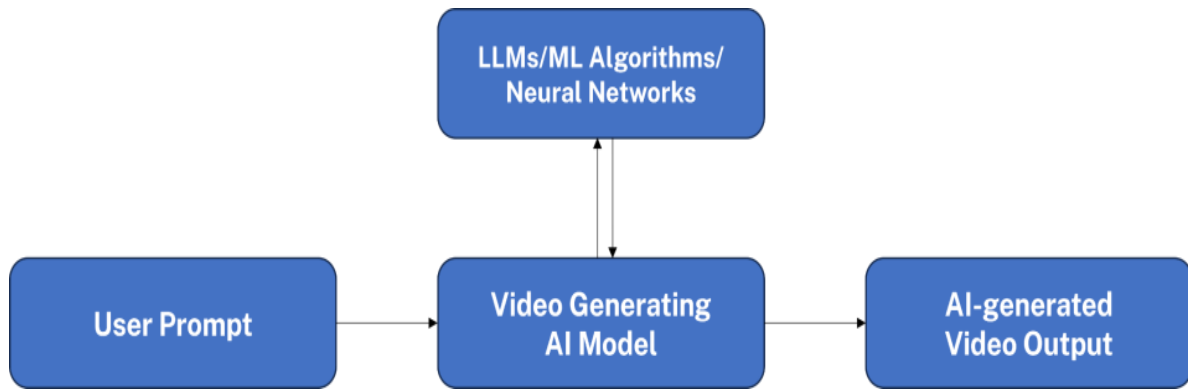 LLMs/ML Algorithms/
Neural Networks
User Prompt
Video Generating
AI Model
AI-generated
Video Output